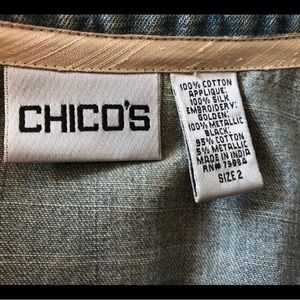 CHICO'S
100% COTTON
APPLIQUE:
100% SILK
EMBROIDERY:
GOLDEN:
100% METALLIC
BLACK:
95% COTTON
5% METALLIC
MADE IN INDIA
RN# 79984
SIZE 2